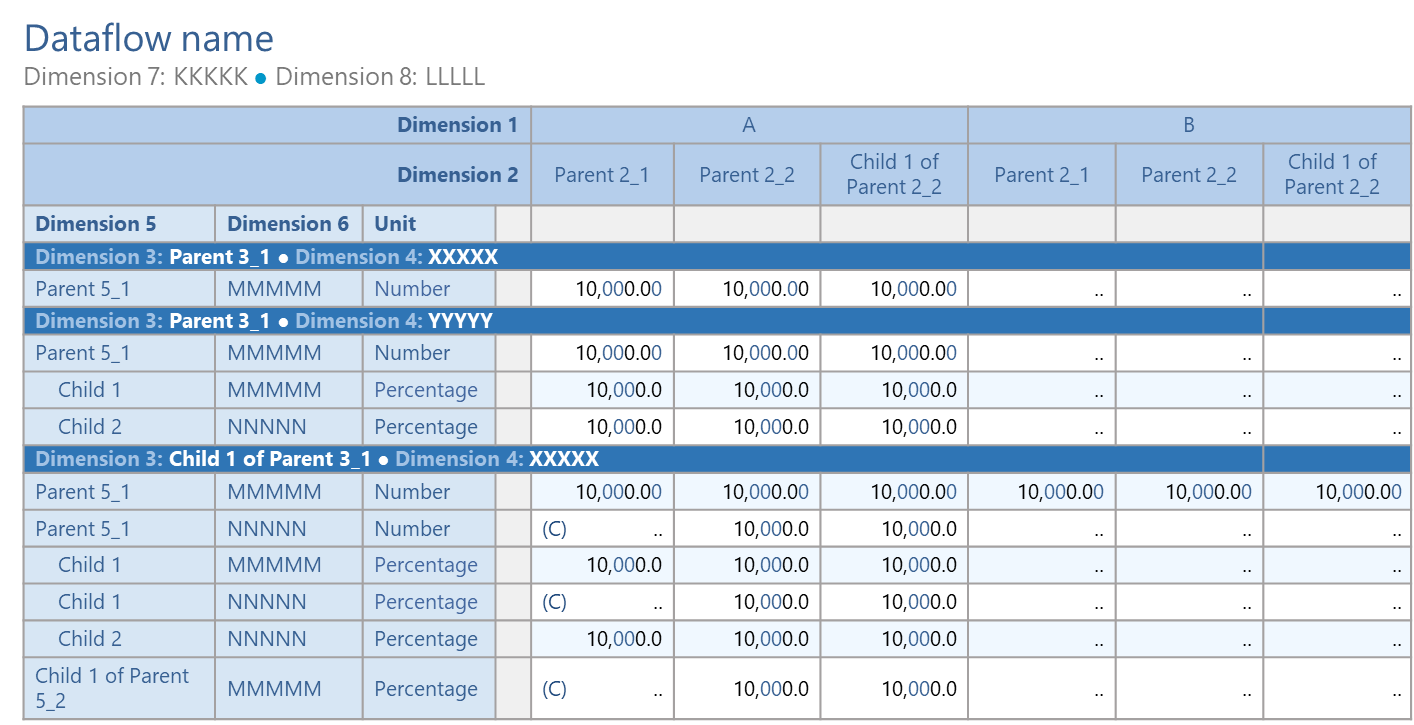 Dataflow name
Dimension 7: KKKKK ● Dimension 8: LLLLL
Dimension 1 A B
Dimension 2 Parent 2_1 Parent 2_2 Child 1 of Parent 2_2 Parent 2_1 Parent 2_2 Child 1 of Parent 2_2
Dimension 5 Dimension 6 Unit
Dimension 3: Parent 3_1 ● Dimension 4: XXXXX
Parent 5_1 MMMMM Number 10,000.00 10,000.00 10,000.00 .. .. ..
Dimension 3: Parent 3_1 ● Dimension 4: YYYYY
Parent 5_1 MMMMM Number 10,000.00 10,000.00 10,000.00 .. .. ..
Child 1 MMMMM Percentage 10,000.0 10,000.0 10,000.0 .. .. ..
Child 2 NNNNN Percentage 10,000.0 10,000.0 10,000.0 .. .. ..
Dimension 3: Child 1 of Parent 3_1 ● Dimension 4: XXXXX
Parent 5_1 MMMMM Number 10,000.00 10,000.00 10,000.00 10,000.00 10,000.00 10,000.00
Parent 5_1 NNNNN Number (C) .. 10,000.0 10,000.0 .. .. ..
Child 1 MMMMM Percentage 10,000.0 10,000.0 10,000.0 .. .. ..
Child 1 NNNNN Percentage (C) .. 10,000.0 10,000.0 .. .. ..
Child 2 NNNNN Percentage 10,000.0 10,000.0 10,000.0 .. .. ..
Child 1 of Parent 5_2 MMMMM Percentage (C) .. 10,000.0 10,000.0 .. .. ..